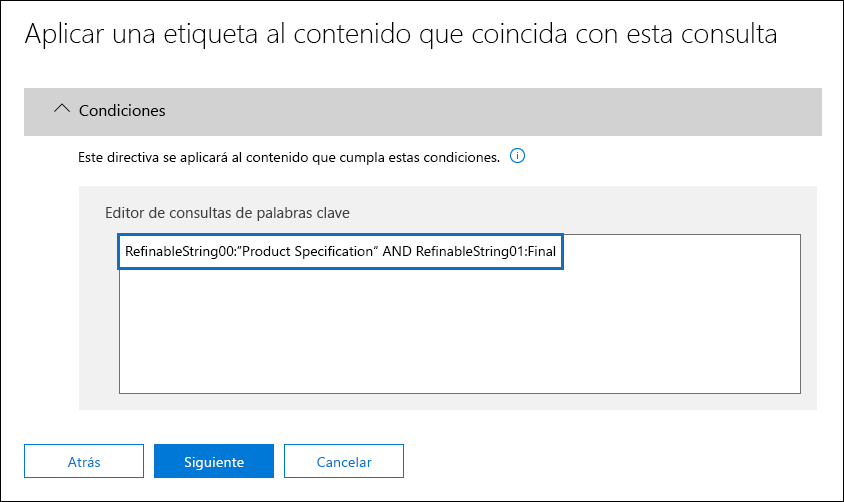 Aplicar una etiqueta al contenido que coincida con esta consulta
Condiciones
Este directiva se aplicará al contenido que cumpla estas condiciones.
Editor de consultas de palabras clave
RefinableString00:”Product Specification” AND RefinableString01:Final
Atrás
Siguiente
Cancelar